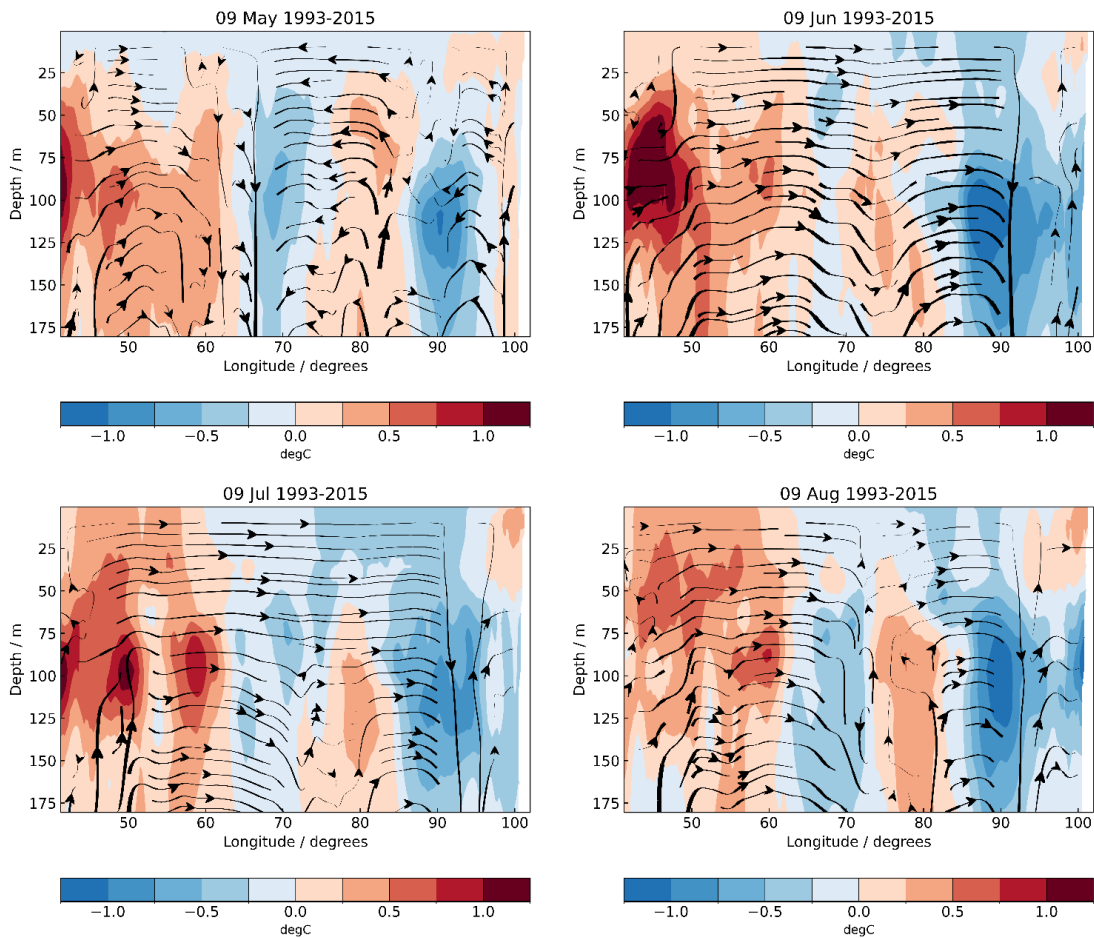 09 May 1993-2015
25
50
75
100
125
150
175
Depth / m
50 60 70 80 90 100
Longitude / degrees
−1.0 −0.5 0.0 0.5 1.0
degC
09 Jun 1993-2015
25
50
75
100
125
150
175
Depth / m
50 60 70 80 90 100
Longitude / degrees
−1.0 −0.5 0.0 0.5 1.0
degC
09 Jul 1993-2015
25
50
75
100
125
150
175
Depth / m
50 60 70 80 90 100
Longitude / degrees
−1.0 −0.5 0.0 0.5 1.0
degC
09 Aug 1993-2015
25
50
75
100
125
150
175
Depth / m
50 60 70 80 90 100
Longitude / degrees
−1.0 −0.5 0.0 0.5 1.0
degC